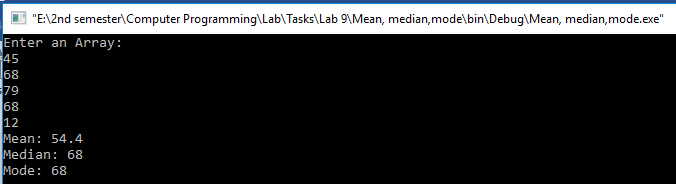 "E:\2nd semester\Computer Programming\Lab\Tasks\Lab 9\Mean, median,mode\bin\Debug\Mean, median,mode.exe"
Enter an Array:
45
68
79
68
12
Mean: 54.4
Median: 68
Mode: 68